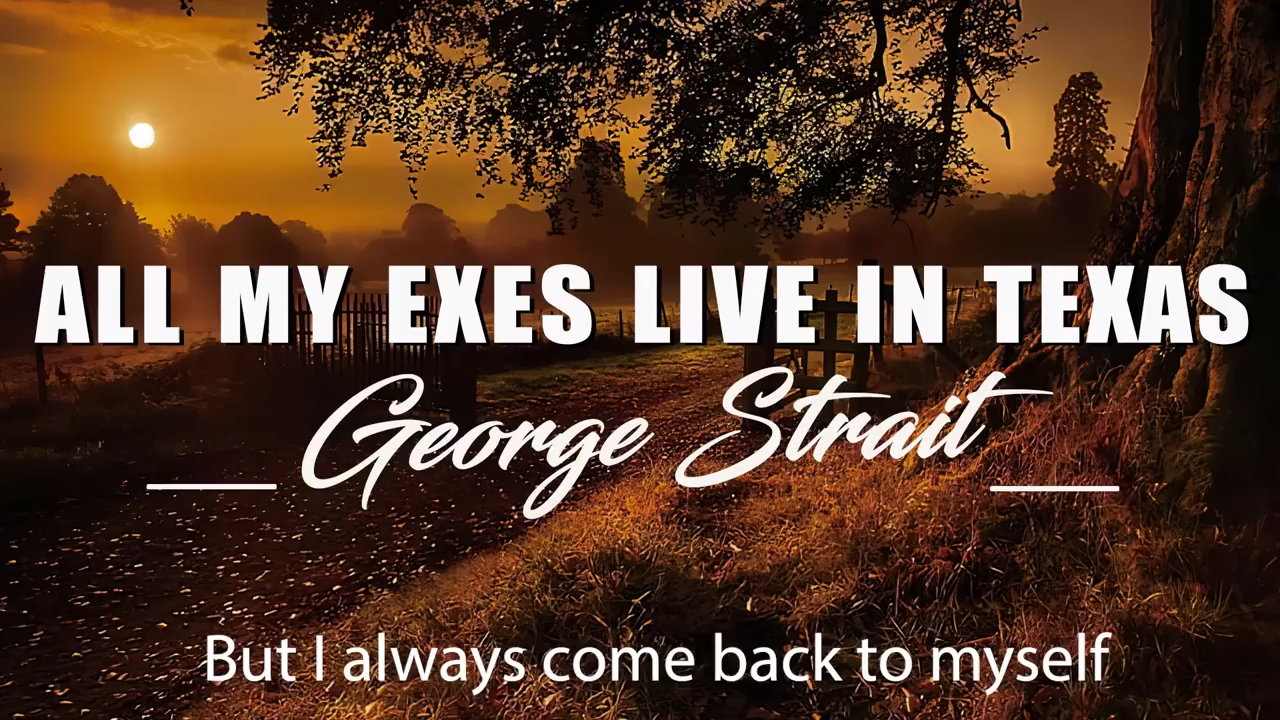 ALL MY EXES LIVE IN TEXAS
George Strait
But I always come back to myself